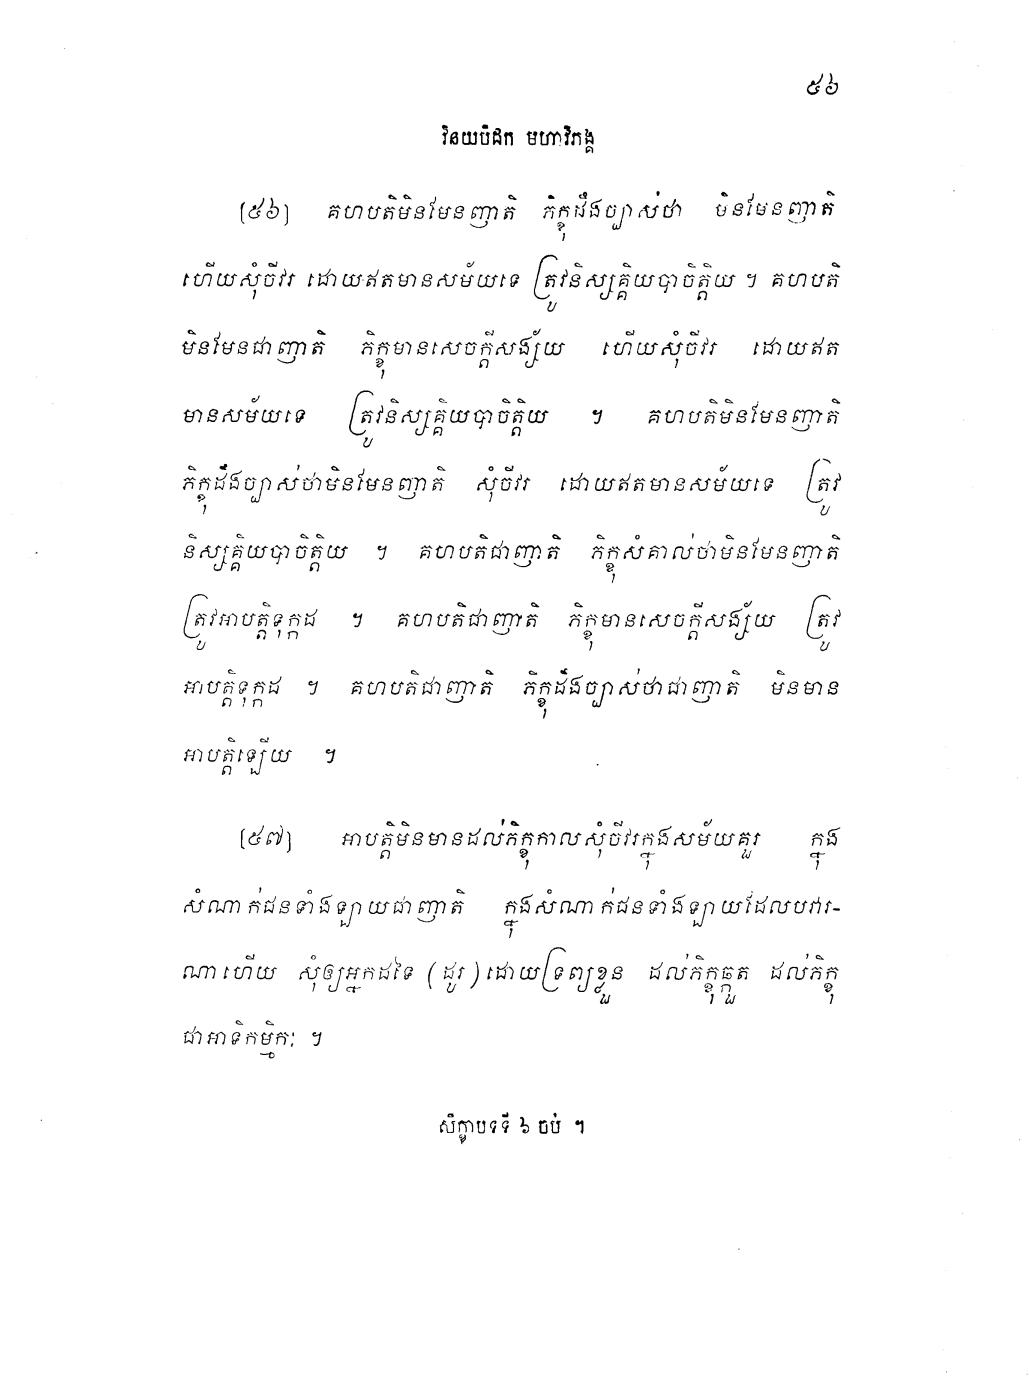 ៥៦
វិនយបិដក មហាវិភង្គ
[៥៦] គហបតិមិនមែនញាតិ ភិក្ខុដឹងច្បាស់ថា មិនមែនញាតិ
ហើយសុំចីវរ ដោយឥតមានសម័យទេ ត្រូវនិស្សគ្គិយបាចិត្តិយ ។ គហបតិ
មិនមែនជាញាតិ ភិក្ខុមានសេចក្តីសង្ស័យ ហើយសុំចីវរ ដោយឥត
មានសម័យទេ ត្រូវនិស្សគ្គិយបាចិត្តិយ ។ គហបតិមិនមែនញាតិ
ភិក្ខុដឹងច្បាស់ថាមិនមែនញាតិ សុំចីវរ ដោយឥតមានសម័យទេ ត្រូវ
និស្សគ្គិយបាចិត្តិយ ។ គហបតិជាញាតិ ភិក្ខុសំគាល់ថាមិនមែនញាតិ
ត្រូវអាបត្តិទុក្កដ ។ គហបតិជាញាតិ ភិក្ខុមានសេចក្តីសង្ស័យ ត្រូវ
អាបត្តិទុក្កដ ។ គហបតិជាញាតិ ភិក្ខុដឹងច្បាស់ថាជាញាតិ មិនមាន
អាបត្តិឡើយ ។
[៥៧] អាបត្តិមិនមានដល់ភិក្ខុកាលសុំចីវរក្នុងសម័យគួរ ក្នុង
សំណាក់ជនទាំងឡាយជាញាតិ ក្នុងសំណាក់ជនទាំងឡាយដែលបវារ-
ណាហើយ សុំឲ្យអ្នកដទៃ (ដូរ) ដោយទ្រព្យខ្លួន ដល់ភិក្ខុឆ្កួត ដល់ភិក្ខុ
ជាអាទិកម្មិកៈ ។
សិក្ខាបទទី ៦ ចប់ ។